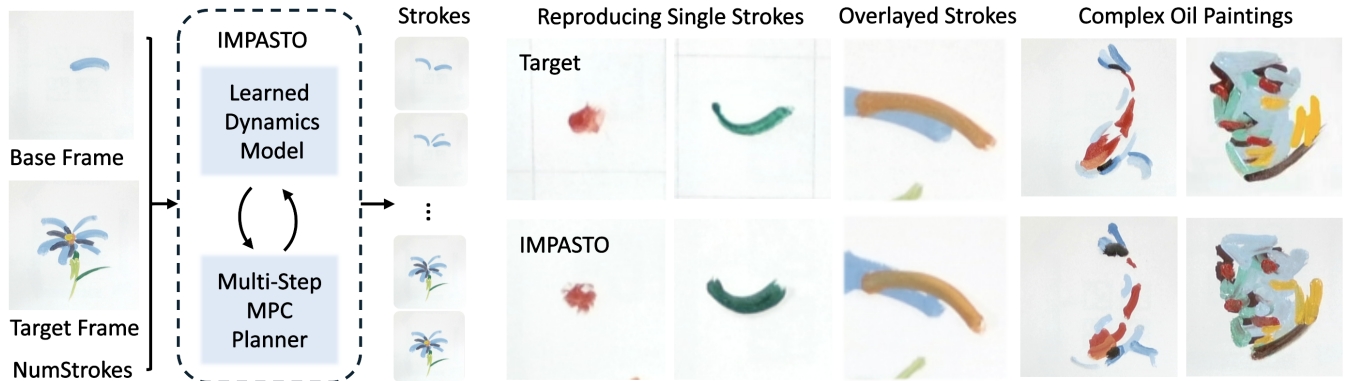 Base Frame
Target Frame
NumStrokes
IMPASTO
Learned
Dynamics
Model
Multi-Step
MPC
Planner
Strokes
...
Reproducing Single Strokes
Overlayed Strokes
Complex Oil Paintings
Target
IMPASTO